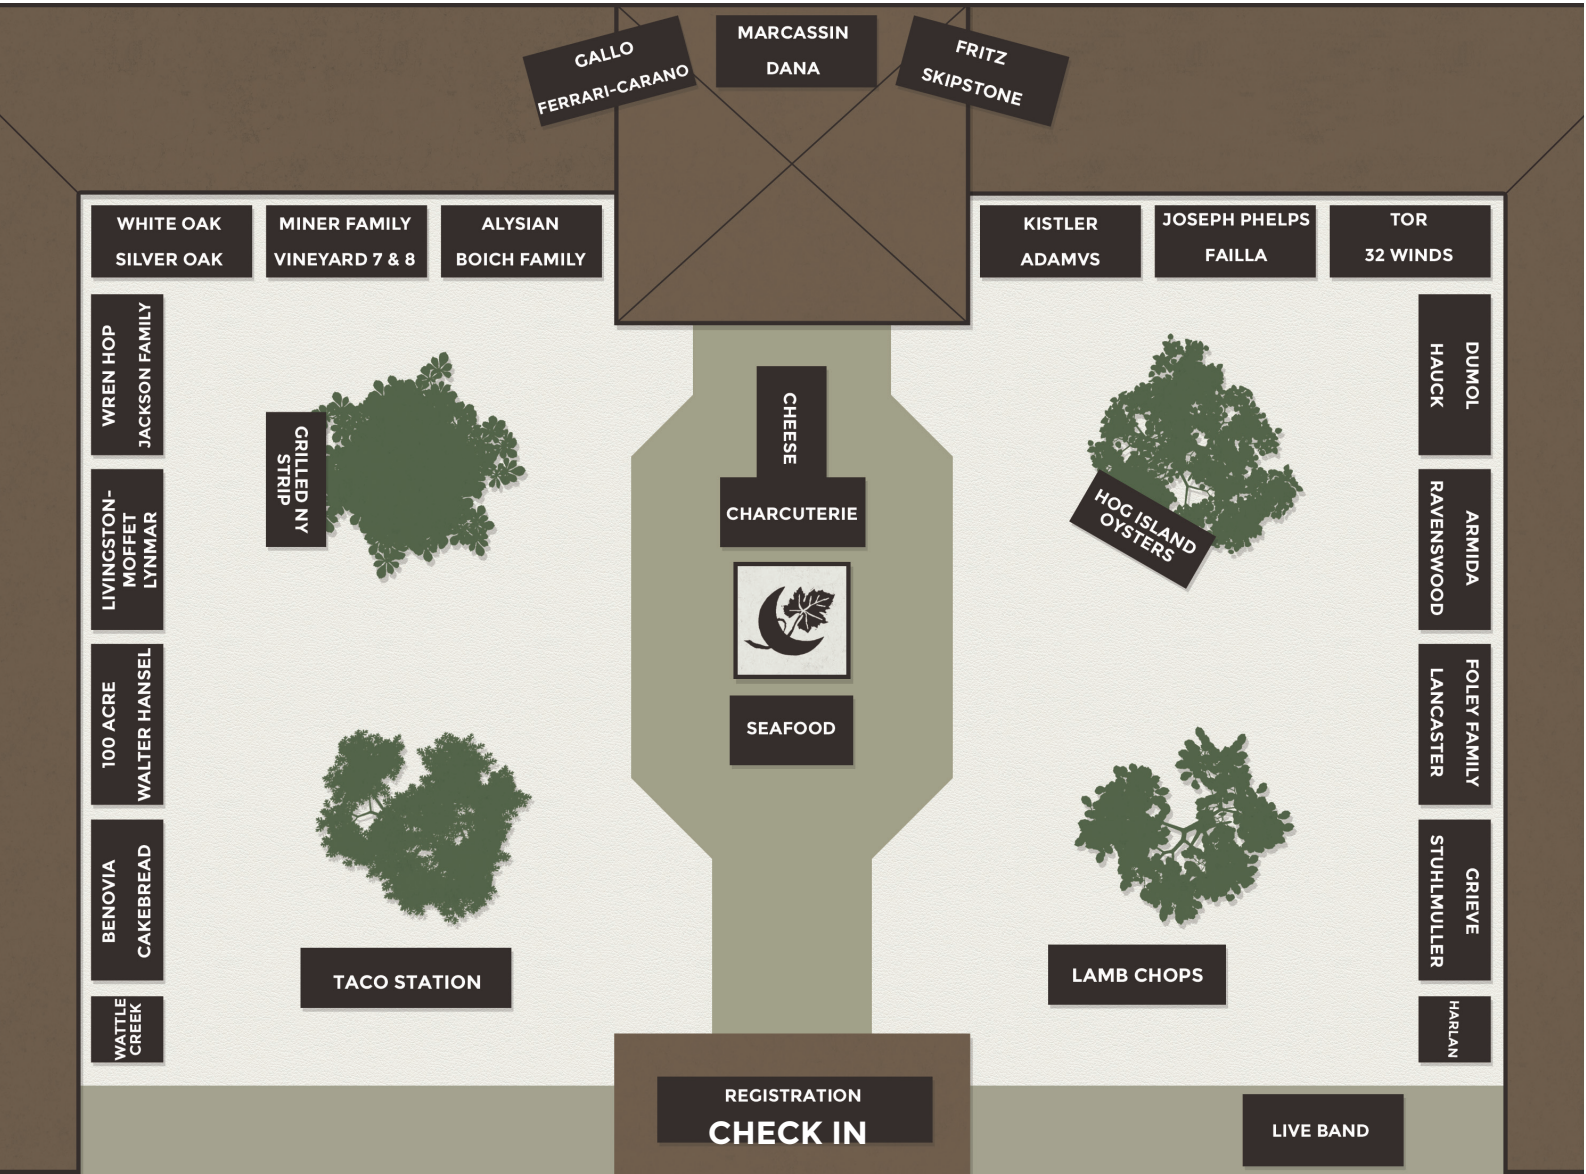 GALLO
FERRARI-CARANO
MARCASSIN
DANA
FRITZ
SKIPSTONE
WHITE OAK
SILVER OAK
MINER FAMILY
VINEYARD 7 & 8
ALYSIAN
BOICH FAMILY
KISTLER
ADAMVS
JOSEPH PHELPS
FAILLA
TOR
32 WINDS
WREN HOP
JACKSON FAMILY
LIVINGSTON-
MOFFET
LYNMAR
100 ACRE
WALTER HANSEL
BENOVIA
CAKEBREAD
WATTLE
CREEK
GRILLED NY
STRIP
TACO STATION
CHEESE
CHARCUTERIE
SEAFOOD
HOG ISLAND
OYSTERS
LAMB CHOPS
DUMOL
HAUCK
ARMIDA
RAVENSWOOD
FOLEY FAMILY
LANCASTER
GRIEVE
STUHLMULLER
HARLAN
REGISTRATION
CHECK IN
LIVE BAND